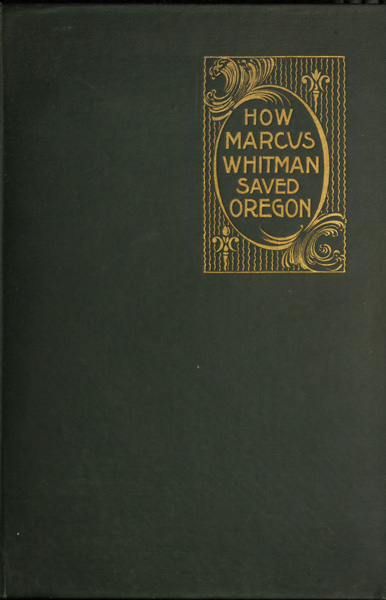 HOW
MARCUS
WHITMAN
SAVED
OREGON